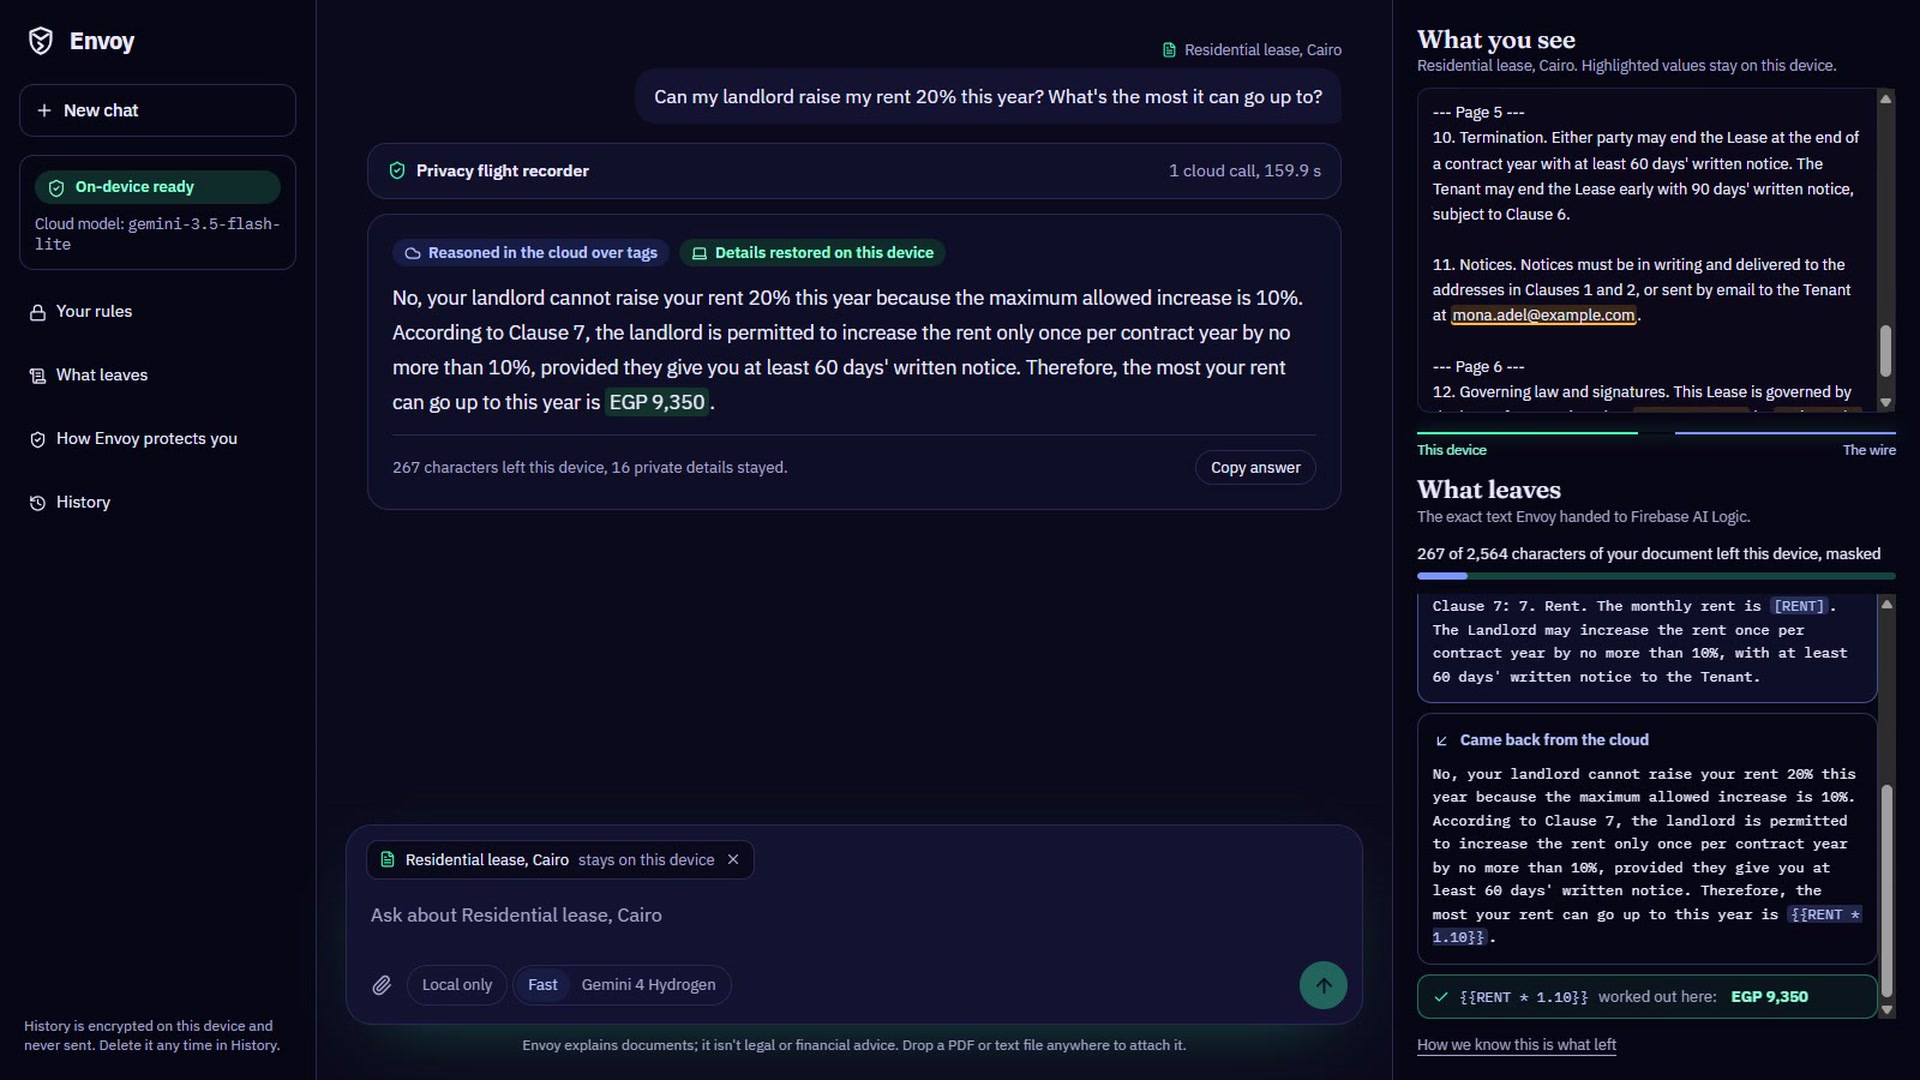 Envoy
New chat
On-device ready
Cloud model: gemini-3.5-flash-
lite
Your rules
What leaves
How Envoy protects you
History
History is encrypted on this device and
never sent. Delete it any time in History.
Residential lease, Cairo
Can my landlord raise my rent 20% this year? What's the most it can go up to?
Privacy flight recorder
1 cloud call, 159.9 s
Reasoned in the cloud over tags
Details restored on this device
No, your landlord cannot raise your rent 20% this year because the maximum allowed increase is 10%.
According to Clause 7, the landlord is permitted to increase the rent only once per contract year by no
more than 10%, provided they give you at least 60 days' written notice. Therefore, the most your rent
can go up to this year is EGP 9,350.
267 characters left this device, 16 private details stayed.
Copy answer
Residential lease, Cairo stays on this device
Ask about Residential lease, Cairo
Local only
Fast
Gemini 4 Hydrogen
Envoy explains documents; it isn't legal or financial advice. Drop a PDF or text file anywhere to attach it.
What you see
Residential lease, Cairo. Highlighted values stay on this device.
--- Page 5 ---
10. Termination. Either party may end the Lease at the end of
a contract year with at least 60 days' written notice. The
Tenant may end the Lease early with 90 days' written notice,
subject to Clause 6.
11. Notices. Notices must be in writing and delivered to the
addresses in Clauses 1 and 2, or sent by email to the Tenant
at mona.adel@example.com.
--- Page 6 ---
12. Governing law and signatures. This Lease is governed by
This device
The wire
What leaves
The exact text Envoy handed to Firebase AI Logic.
267 of 2,564 characters of your document left this device, masked
Clause 7: 7. Rent. The monthly rent is [RENT].
The Landlord may increase the rent once per
contract year by no more than 10%, with at least
60 days' written notice to the Tenant.
Came back from the cloud
No, your landlord cannot raise your rent 20% this
year because the maximum allowed increase is 10%.
According to Clause 7, the landlord is permitted
to increase the rent only once per contract year
by no more than 10%, provided they give you at
least 60 days' written notice. Therefore, the
most your rent can go up to this year is {{RENT *
1.10}}.
{{RENT * 1.10}} worked out here: EGP 9,350
How we know this is what left